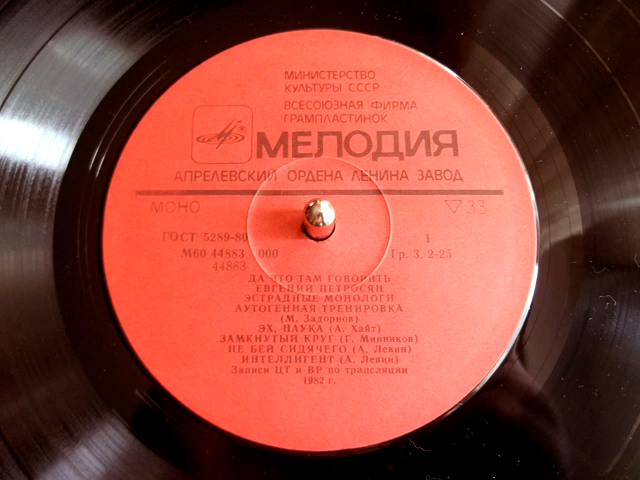 МИНИСТЕРСТВО
КУЛЬТУРЫ СССР
ВСЕСОЮЗНАЯ ФИРМА
ГРАМПЛАСТИНОК
МЕЛОДИЯ
АПРЕЛЕВСКИЙ ОРДЕНА ЛЕНИНА ЗАВОД
МОНО 33
ГОСТ 5289-80 1
М60 44883 000 Гр. 3. 2-25
44883
ДА ЧТО ТАМ ГОВОРИТЬ
ЕВГЕНИЙ ПЕТРОСЯН
ЭСТРАДНЫЕ МОНОЛОГИ
АУТОГЕННАЯ ТРЕНИРОВКА
(М. Задорнов)
ЭХ, НАУКА (А. Хайт)
ЗАМКНУТЫЙ КРУГ (Г. Минников)
НЕ БЕЙ СИДЯЧЕГО (А. Левин)
ИНТЕЛЛИГЕНТ (А. Левин)
Записи ЦТ и ВР по трансляции
1982 г.